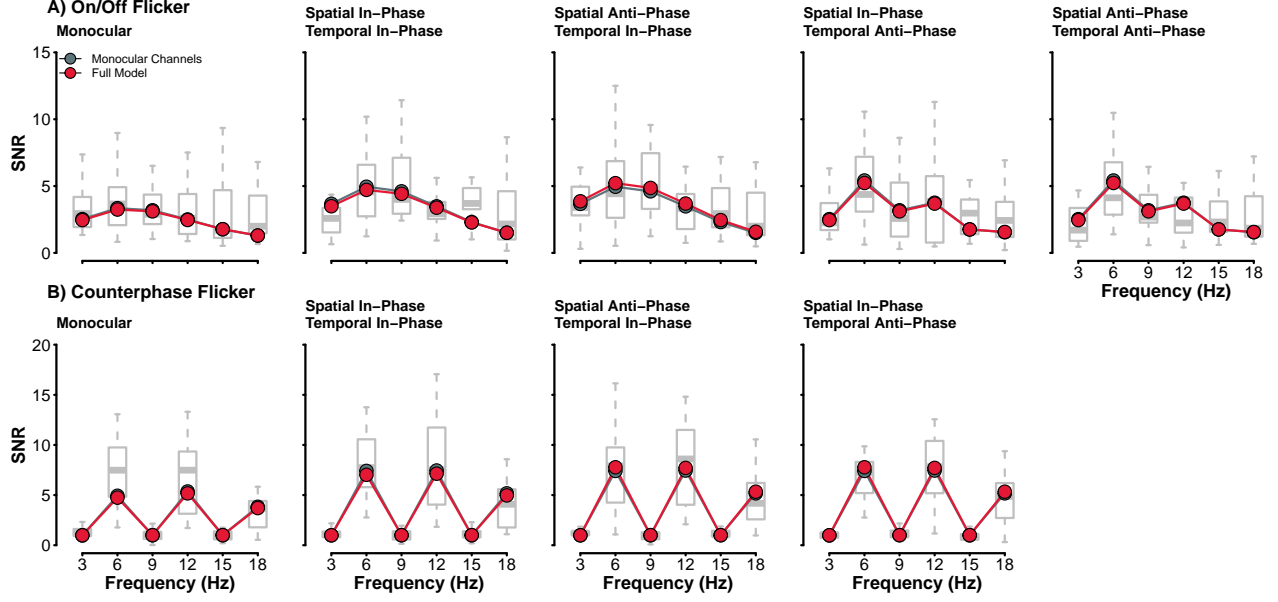 A) On/Off Flicker
Monocular
Spatial In−Phase
Temporal In−Phase
Spatial Anti−Phase
Temporal In−Phase
Spatial In−Phase
Temporal Anti−Phase
Spatial Anti−Phase
Temporal Anti−Phase
15
10
5
0
SNR
Monocular Channels
Full Model
3 6 9 12 15 18
Frequency (Hz)
B) Counterphase Flicker
Monocular
Spatial In−Phase
Temporal In−Phase
Spatial Anti−Phase
Temporal In−Phase
Spatial In−Phase
Temporal Anti−Phase
20
15
10
5
0
SNR
3 6 9 12 15 18
Frequency (Hz)
3 6 9 12 15 18
Frequency (Hz)
3 6 9 12 15 18
Frequency (Hz)
3 6 9 12 15 18
Frequency (Hz)